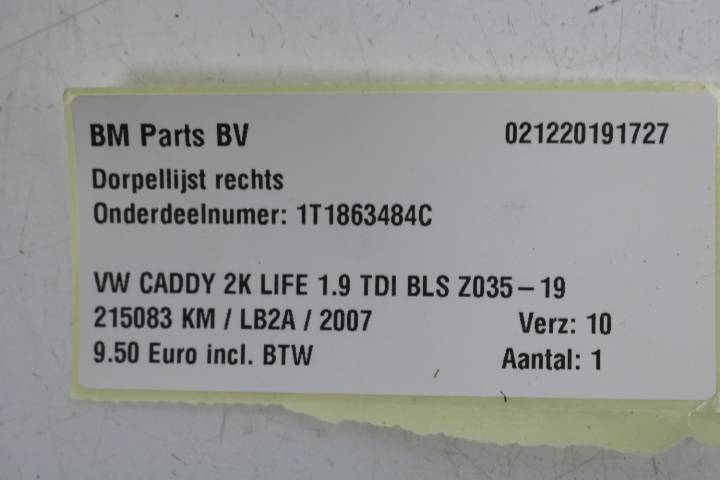 BM Parts BV 021220191727
Dorpellijst rechts
Onderdeelnumer: 1T1863484C
VW CADDY 2K LIFE 1.9 TDI BLS Z035-19
215083 KM / LB2A / 2007 Verz: 10
9.50 Euro incl. BTW Aantal: 1